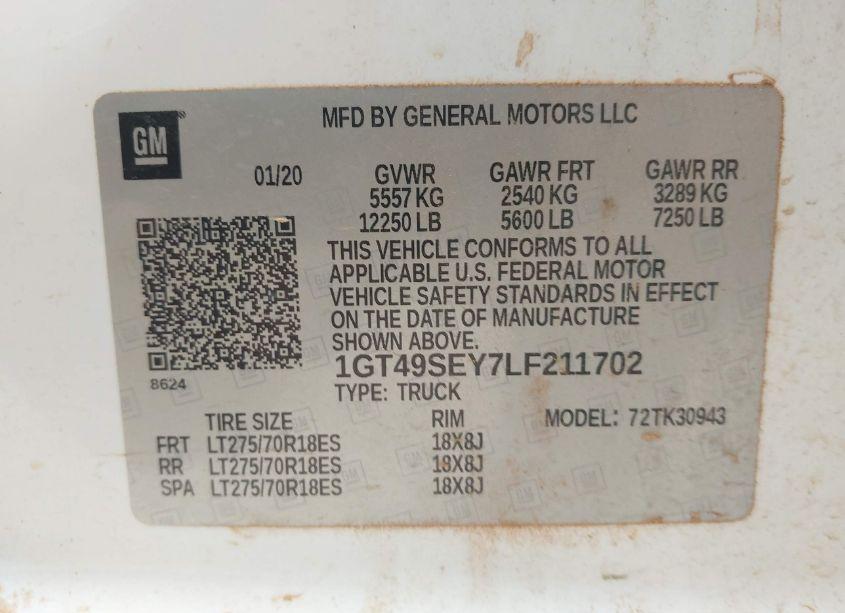 GM
MFD BY GENERAL MOTORS LLC
01/20 GVWR GAWR FRT GAWR RR
5557 KG 2540 KG 3289 KG
12250 LB 5600 LB 7250 LB
THIS VEHICLE CONFORMS TO ALL
APPLICABLE U.S. FEDERAL MOTOR
VEHICLE SAFETY STANDARDS IN EFFECT
ON THE DATE OF MANUFACTURE
SHOWN ABOVE.
1GT49SEY7LF211702
8624
TYPE: TRUCK
TIRE SIZE RIM MODEL: 72TK30943
FRT LT275/70R18ES 18X8J
RR LT275/70R18ES 18X8J
SPA LT275/70R18ES 18X8J